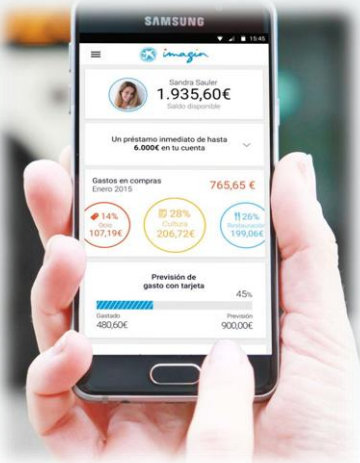 SAMSUNG
15:45
imagin
Sandra Sauler
1.935,60€
Saldo disponible
Un préstamo inmediato de hasta
6.000€ en tu cuenta
Gastos en compras
Enero 2015
765,65 €
14%
Ocio
107,19€
28%
Cultura
206,72€
26%
Restauración
199,06€
Previsión de
gasto con tarjeta
45%
Gastado
480,60€
Previsión
900,00€